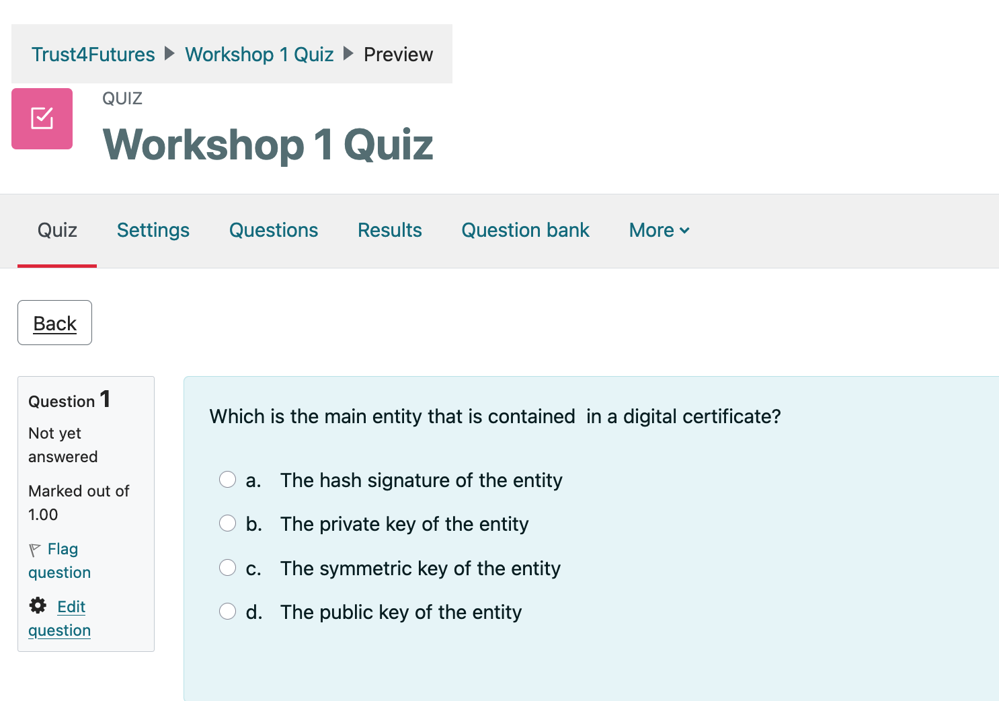 Trust4Futures Workshop 1 Quiz Preview
QUIZ
Workshop 1 Quiz
Quiz Settings Questions Results Question bank More
Back
Question 1
Not yet
answered
Marked out of
1.00
Flag
question
Edit
question
Which is the main entity that is contained  in a digital certificate?
a. The hash signature of the entity
b. The private key of the entity
c. The symmetric key of the entity
d. The public key of the entity